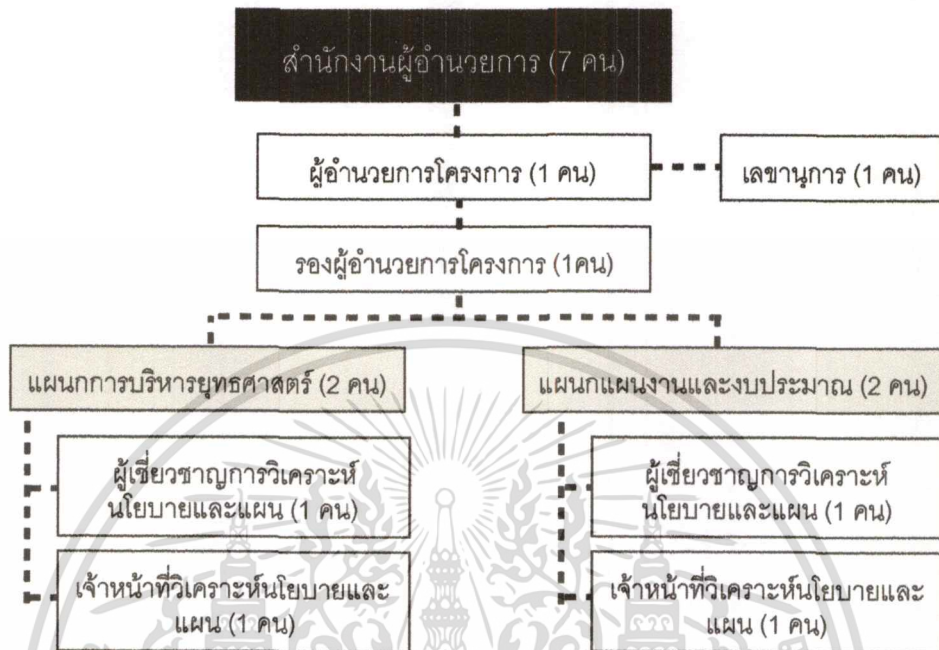 สำนักงานผู้อำนวยการ (7 คน)
ผู้อำนวยการโครงการ (1 คน)
เลขานุการ (1 คน)
รองผู้อำนวยการโครงการ (1คน)
แผนกการบริหารยุทธศาสตร์ (2 คน)
แผนกแผนงานและงบประมาณ (2 คน)
ผู้เชี่ยวชาญการวิเคราะห์
นโยบายและแผน (1 คน)
ผู้เชี่ยวชาญการวิเคราะห์
นโยบายและแผน (1 คน)
เจ้าหน้าที่วิเคราะห์นโยบายและ
แผน (1 คน)
เจ้าหน้าที่วิเคราะห์นโยบายและ
แผน (1 คน)